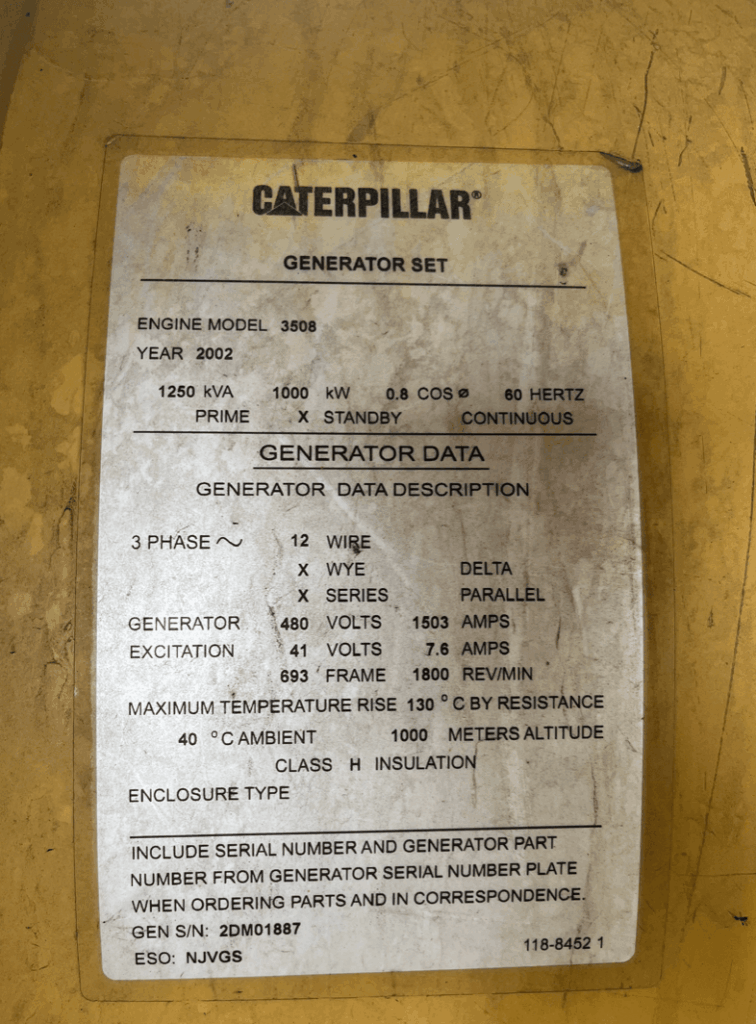 CATERPILLAR®
GENERATOR SET
ENGINE MODEL 3508
YEAR 2002
1250 kVA 1000 kW 0.8 COS ø 60 HERTZ
PRIME X STANDBY CONTINUOUS
GENERATOR DATA
GENERATOR DATA DESCRIPTION
3 PHASE ~ 12 WIRE
X WYE DELTA
X SERIES PARALLEL
GENERATOR 480 VOLTS 1503 AMPS
EXCITATION 41 VOLTS 7.6 AMPS
693 FRAME 1800 REV/MIN
MAXIMUM TEMPERATURE RISE 130 °C BY RESISTANCE
40 °C AMBIENT 1000 METERS ALTITUDE
CLASS H INSULATION
ENCLOSURE TYPE
INCLUDE SERIAL NUMBER AND GENERATOR PART
NUMBER FROM GENERATOR SERIAL NUMBER PLATE
WHEN ORDERING PARTS AND IN CORRESPONDENCE.
GEN S/N: 2DM01887
ESO: NJVGS 118-8452 1